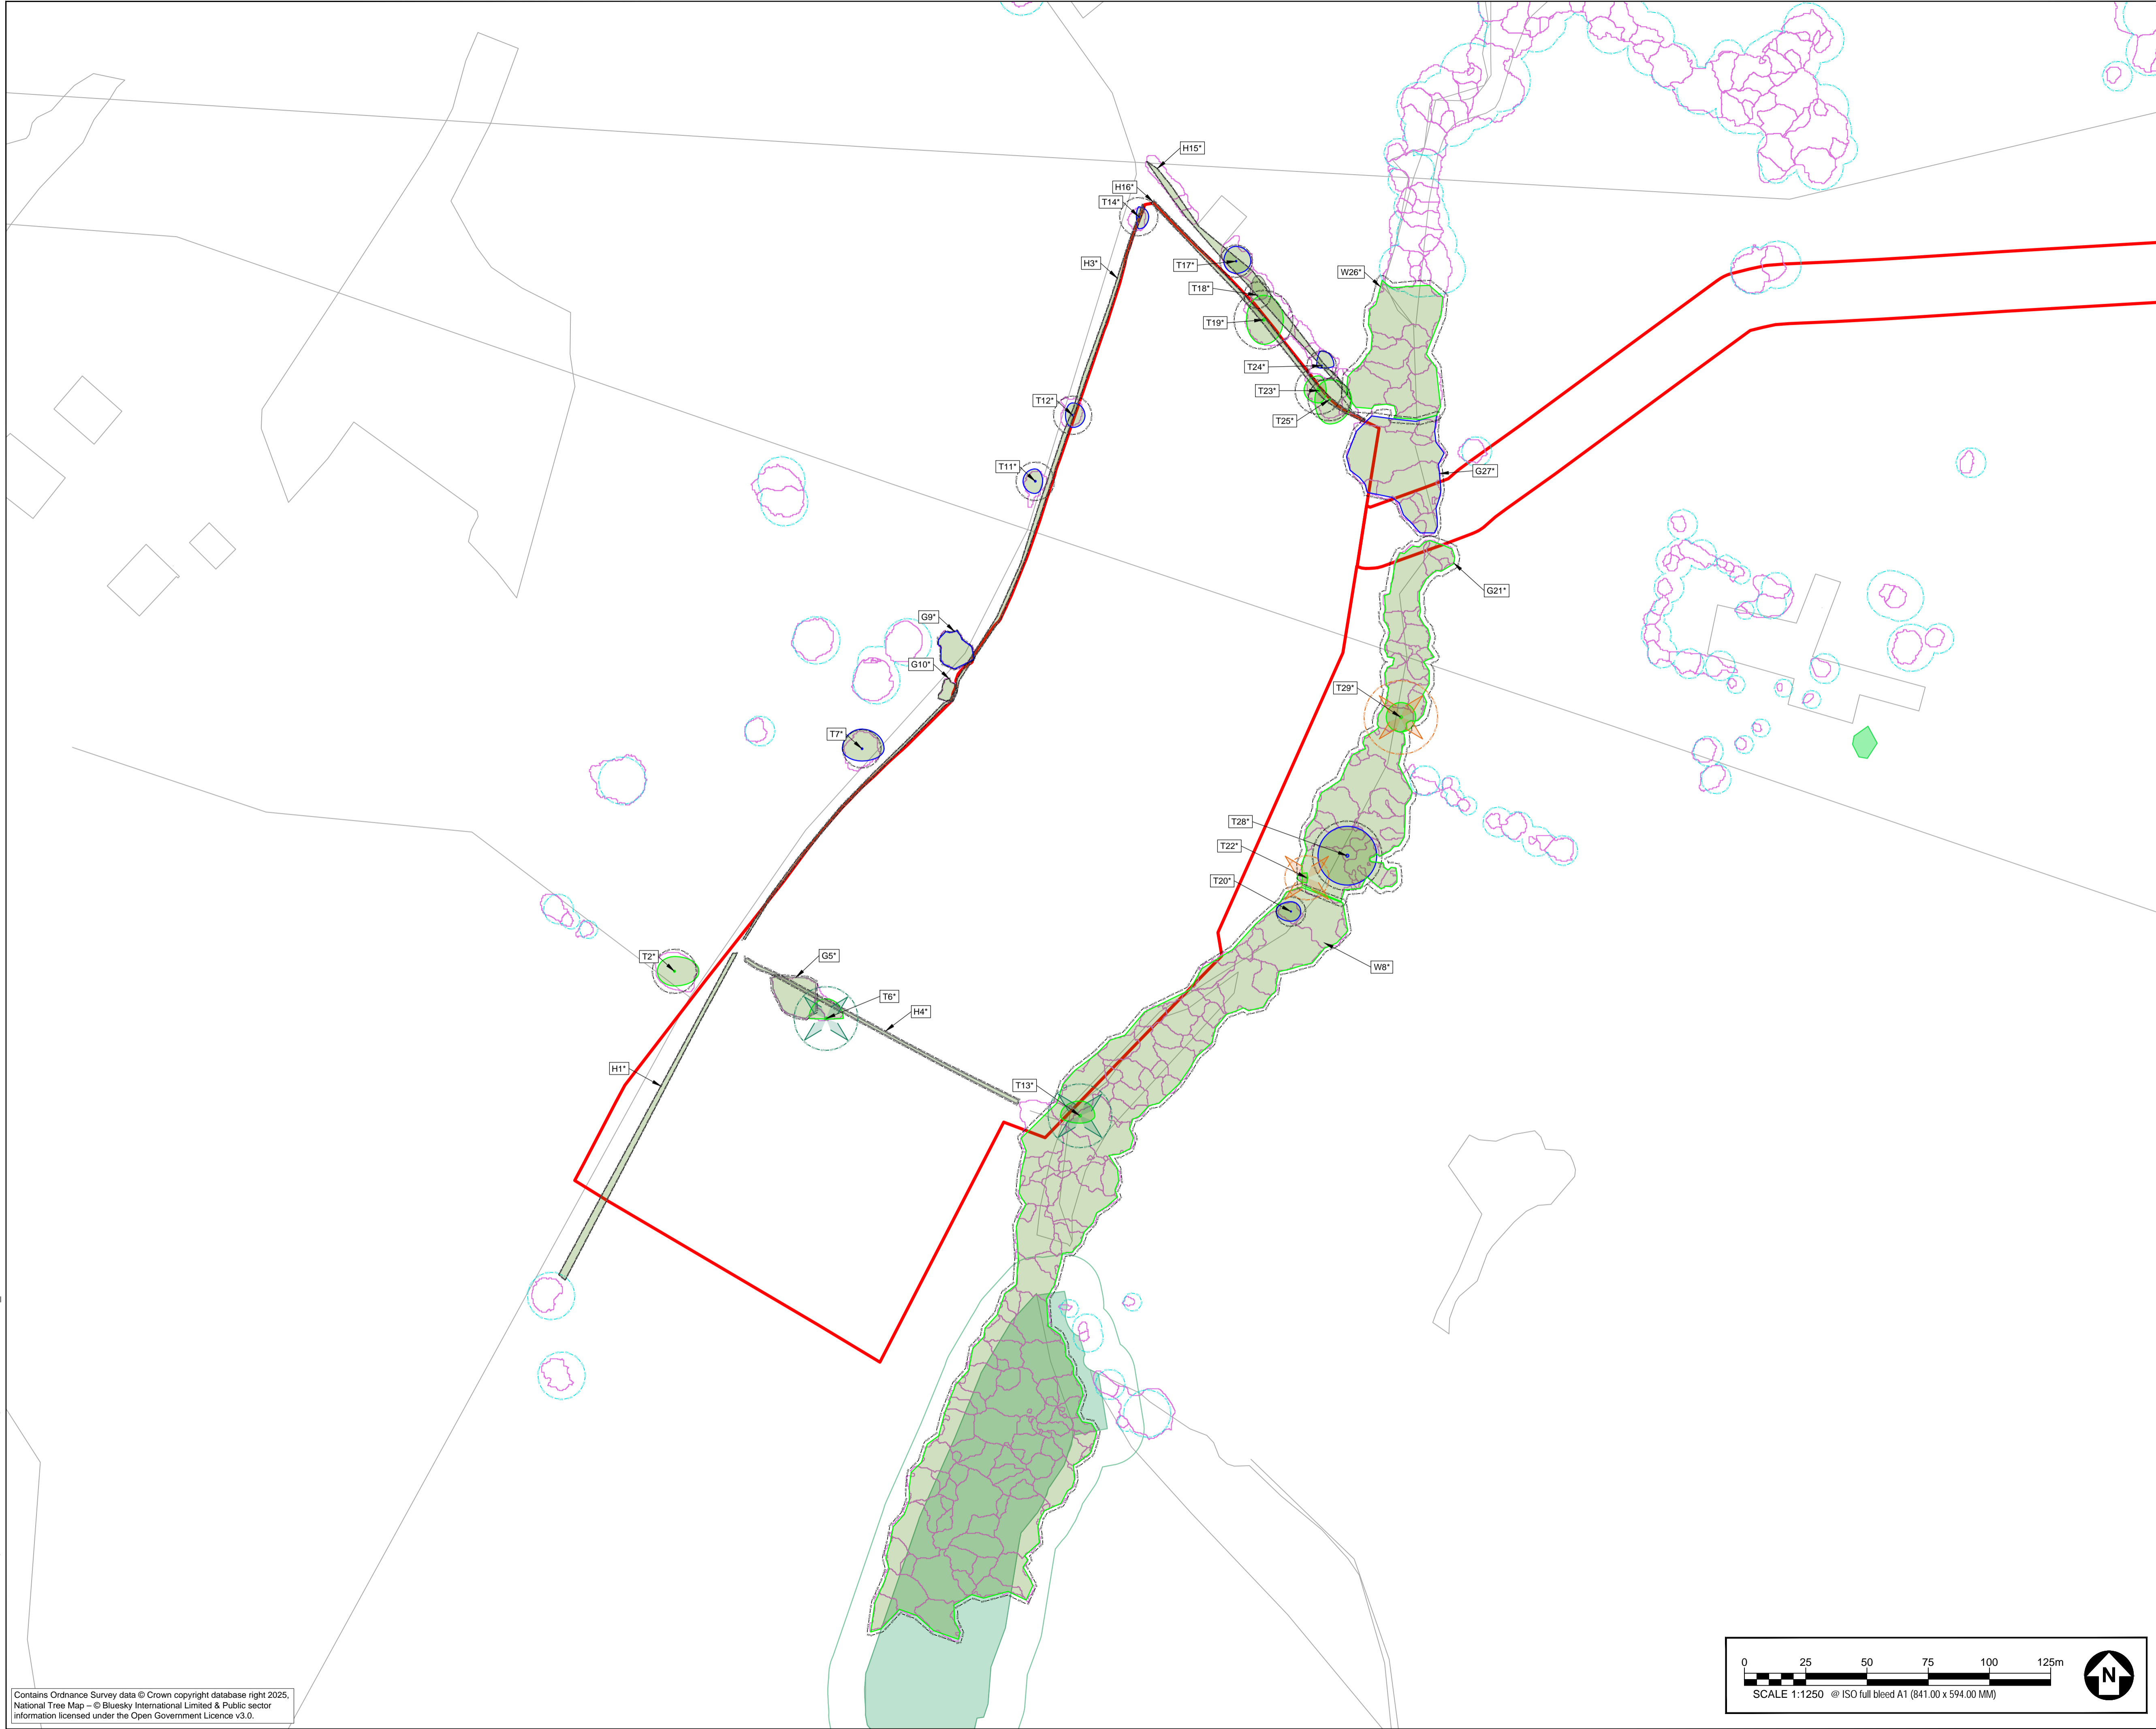 H15*
H16*
T14*
H3*
T17*
W26*
T18*
T19*
T24*
T23*
T12*
T25*
T11*
G27*
G21*
G9*
G10*
T29*
T7*
T28*
T22*
T20*
T2*
G5*
W8*
T6*
H4*
H1*
T13*
0 25 50 75 100 125m
SCALE 1:1250 @ ISO full bleed A1 (841.00 x 594.00 MM)
N
Contains Ordnance Survey data © Crown copyright database right 2025,
National Tree Map – © Bluesky International Limited & Public sector
information licensed under the Open Government Licence v3.0.